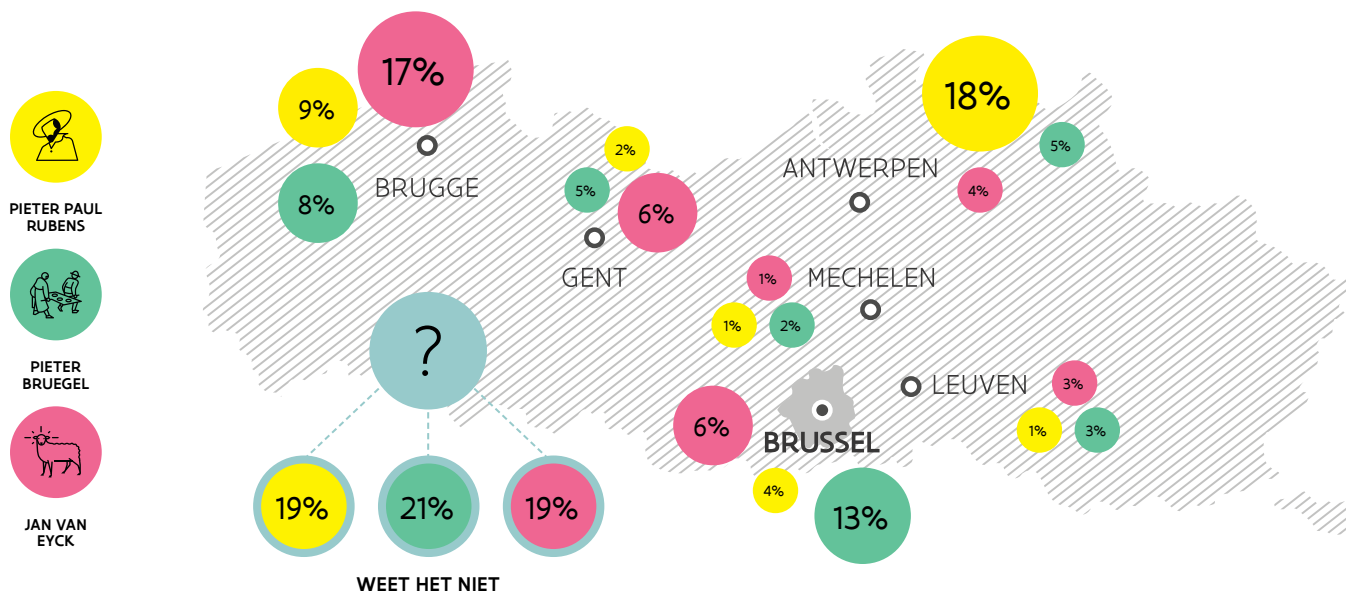 PIETER PAUL
RUBENS
PIETER
BRUEGEL
JAN VAN
EYCK
17%
9%
8%
BRUGGE
2%
5%
6%
GENT
18%
5%
4%
ANTWERPEN
1%
1%
2%
MECHELEN
6%
4%
13%
BRUSSEL
LEUVEN
3%
1%
3%
?
19%
21%
19%
WEET HET NIET